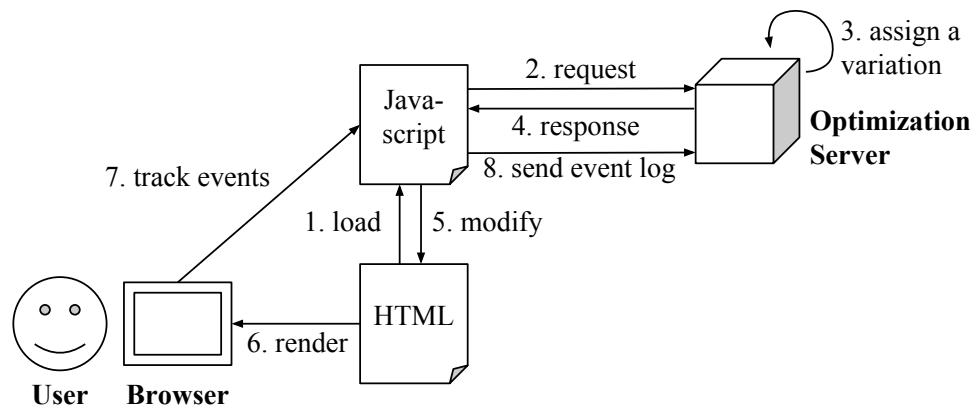 3. assign a
variation
2. request
Java-
script
4. response
Optimization
Server
8. send event log
7. track events
1. load
5. modify
HTML
6. render
User
Browser